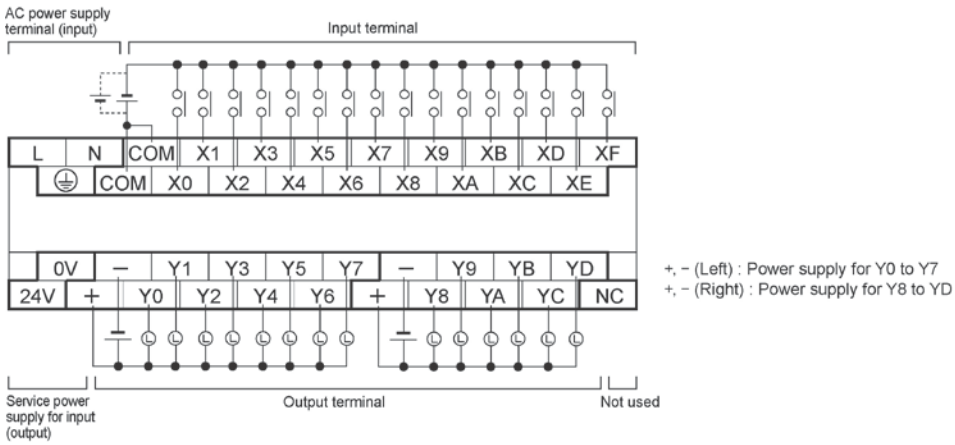 AC power supply
terminal (input)
Input terminal
L N COM X1 X3 X5 X7 X9 XB XD XF
COM X0 X2 X4 X6 X8 XA XC XE
0V − Y1 Y3 Y5 Y7 − Y9 YB YD
24V + Y0 Y2 Y4 Y6 + Y8 YA YC NC
+, − (Left) : Power supply for Y0 to Y7
+, − (Right) : Power supply for Y8 to YD
L L L L L L L L L L L L L L
Service power
supply for input
(output)
Output terminal
Not used